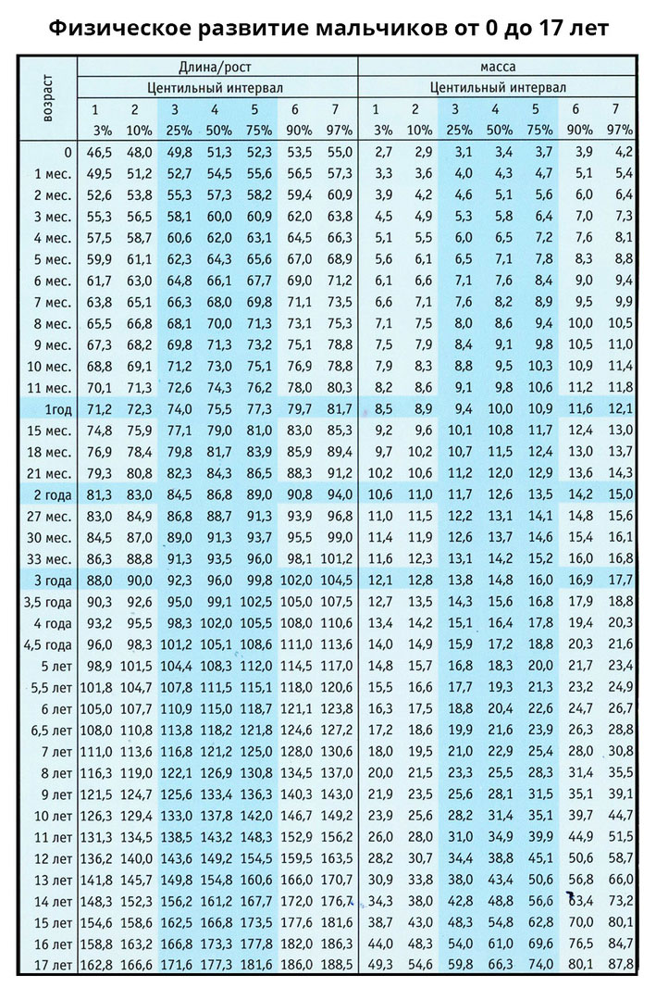 Физическое развитие мальчиков от 0 до 17 лет
возраст
Длина/рост масса
Центильный интервал Центильный интервал
1 2 3 4 5 6 7 1 2 3 4 5 6 7
3% 10% 25% 50% 75% 90% 97% 3% 10% 25% 50% 75% 90% 97%
0 46,5 48,0 49,8 51,3 52,3 53,5 55,0 2,7 2,9 3,1 3,4 3,7 3,9 4,2
1 мес. 49,5 51,2 52,7 54,5 55,6 56,5 57,3 3,3 3,6 4,0 4,3 4,7 5,1 5,4
2 мес. 52,6 53,8 55,3 57,3 58,2 59,4 60,9 3,9 4,2 4,6 5,1 5,6 6,0 6,4
3 мес. 55,3 56,5 58,1 60,0 60,9 62,0 63,8 4,5 4,9 5,3 5,8 6,4 7,0 7,3
4 мес. 57,5 58,7 60,6 62,0 63,1 64,5 66,3 5,1 5,5 6,0 6,5 7,2 7,6 8,1
5 мес. 59,9 61,1 62,3 64,3 65,6 67,0 68,9 5,6 6,1 6,5 7,1 7,8 8,3 8,8
6 мес. 61,7 63,0 64,8 66,1 67,7 69,0 71,2 6,1 6,6 7,1 7,6 8,4 9,0 9,4
7 мес. 63,8 65,1 66,3 68,0 69,8 71,1 73,5 6,6 7,1 7,6 8,2 8,9 9,5 9,9
8 мес. 65,5 66,8 68,1 70,0 71,3 73,1 75,3 7,1 7,5 8,0 8,6 9,4 10,0 10,5
9 мес. 67,3 68,2 69,8 71,3 73,2 75,1 78,8 7,5 7,9 8,4 9,1 9,8 10,5 11,0
10 мес. 68,8 69,1 71,2 73,0 75,1 76,9 78,8 7,9 8,3 8,8 9,5 10,3 10,9 11,4
11 мес. 70,1 71,3 72,6 74,3 76,2 78,0 80,3 8,2 8,6 9,1 9,8 10,6 11,2 11,8
1год 71,2 72,3 74,0 75,5 77,3 79,7 81,7 8,5 8,9 9,4 10,0 10,9 11,6 12,1
15 мес. 74,8 75,9 77,1 79,0 81,0 83,0 85,3 9,2 9,6 10,1 10,8 11,7 12,4 13,0
18 мес. 76,9 78,4 79,8 81,7 83,9 85,9 89,4 9,7 10,2 10,7 11,5 12,4 13,0 13,7
21 мес. 79,3 80,8 82,3 84,3 86,5 88,3 91,2 10,2 10,6 11,2 12,0 12,9 13,6 14,3
2 года 81,3 83,0 84,5 86,8 89,0 90,8 94,0 10,6 11,0 11,7 12,6 13,5 14,2 15,0
27 мес. 83,0 84,9 86,8 88,7 91,3 93,9 96,8 11,0 11,5 12,2 13,1 14,1 14,8 15,6
30 мес. 84,5 87,0 89,0 91,3 93,7 95,5 99,0 11,4 11,9 12,6 13,7 14,6 15,4 16,1
33 мес. 86,3 88,8 91,3 93,5 96,0 98,1 101,2 11,6 12,3 13,1 14,2 15,2 16,0 16,8
3 года 88,0 90,0 92,3 96,0 99,8 102,0 104,5 12,1 12,8 13,8 14,8 16,0 16,9 17,7
3,5 года 90,3 92,6 95,0 99,1 102,5 105,0 107,5 12,7 13,5 14,3 15,6 16,8 17,9 18,8
4 года 93,2 95,5 98,3 102,0 105,5 108,0 110,6 13,4 14,2 15,1 16,4 17,8 19,4 20,3
4,5 года 96,0 98,3 101,2 105,1 108,6 111,0 113,6 14,0 14,9 15,9 17,2 18,8 20,3 21,6
5 лет 98,9 101,5 104,4 108,3 112,0 114,5 117,0 14,8 15,7 16,8 18,3 20,0 21,7 23,4
5,5 лет 101,8 104,7 107,8 111,5 115,1 118,0 120,6 15,5 16,6 17,7 19,3 21,3 23,2 24,9
6 лет 105,0 107,7 110,9 115,0 118,7 121,1 123,8 16,3 17,5 18,8 20,4 22,6 24,7 26,7
6,5 лет 108,0 110,8 113,8 118,2 121,8 124,6 127,2 17,2 18,6 19,9 21,6 23,9 26,3 28,8
7 лет 111,0 113,6 116,8 121,2 125,0 128,0 130,6 18,0 19,5 21,0 22,9 25,4 28,0 30,8
8 лет 116,3 119,0 122,1 126,9 130,8 134,5 137,0 20,0 21,5 23,3 25,5 28,3 31,4 35,5
9 лет 121,5 124,7 125,6 133,4 136,3 140,3 143,0 21,9 23,5 25,6 28,1 31,5 35,1 39,1
10 лет 126,3 129,4 133,0 137,8 142,0 146,7 149,2 23,9 25,6 28,2 31,4 35,1 39,7 44,7
11 лет 131,3 134,5 138,5 143,2 148,3 152,9 156,2 26,0 28,0 31,0 34,9 39,9 44,9 51,5
12 лет 136,2 140,0 143,6 149,2 154,5 159,5 163,5 28,2 30,7 34,4 38,8 45,1 50,6 58,7
13 лет 141,8 145,7 149,8 154,8 160,6 166,0 170,7 30,9 33,8 38,0 43,4 50,6 56,8 66,0
14 лет 148,3 152,3 156,2 161,2 167,7 172,0 176,7 34,3 38,0 42,8 48,8 56,6 63,4 73,2
15 лет 154,6 158,6 162,5 166,8 173,5 177,6 181,6 38,7 43,0 48,3 54,8 62,8 70,0 80,1
16 лет 158,8 163,2 166,8 173,3 177,8 182,0 186,3 44,0 48,3 54,0 61,0 69,6 76,5 84,7
17 лет 162,8 166,6 171,6 177,3 181,6 186,0 188,5 49,3 54,6 59,8 66,3 74,0 80,1 87,8